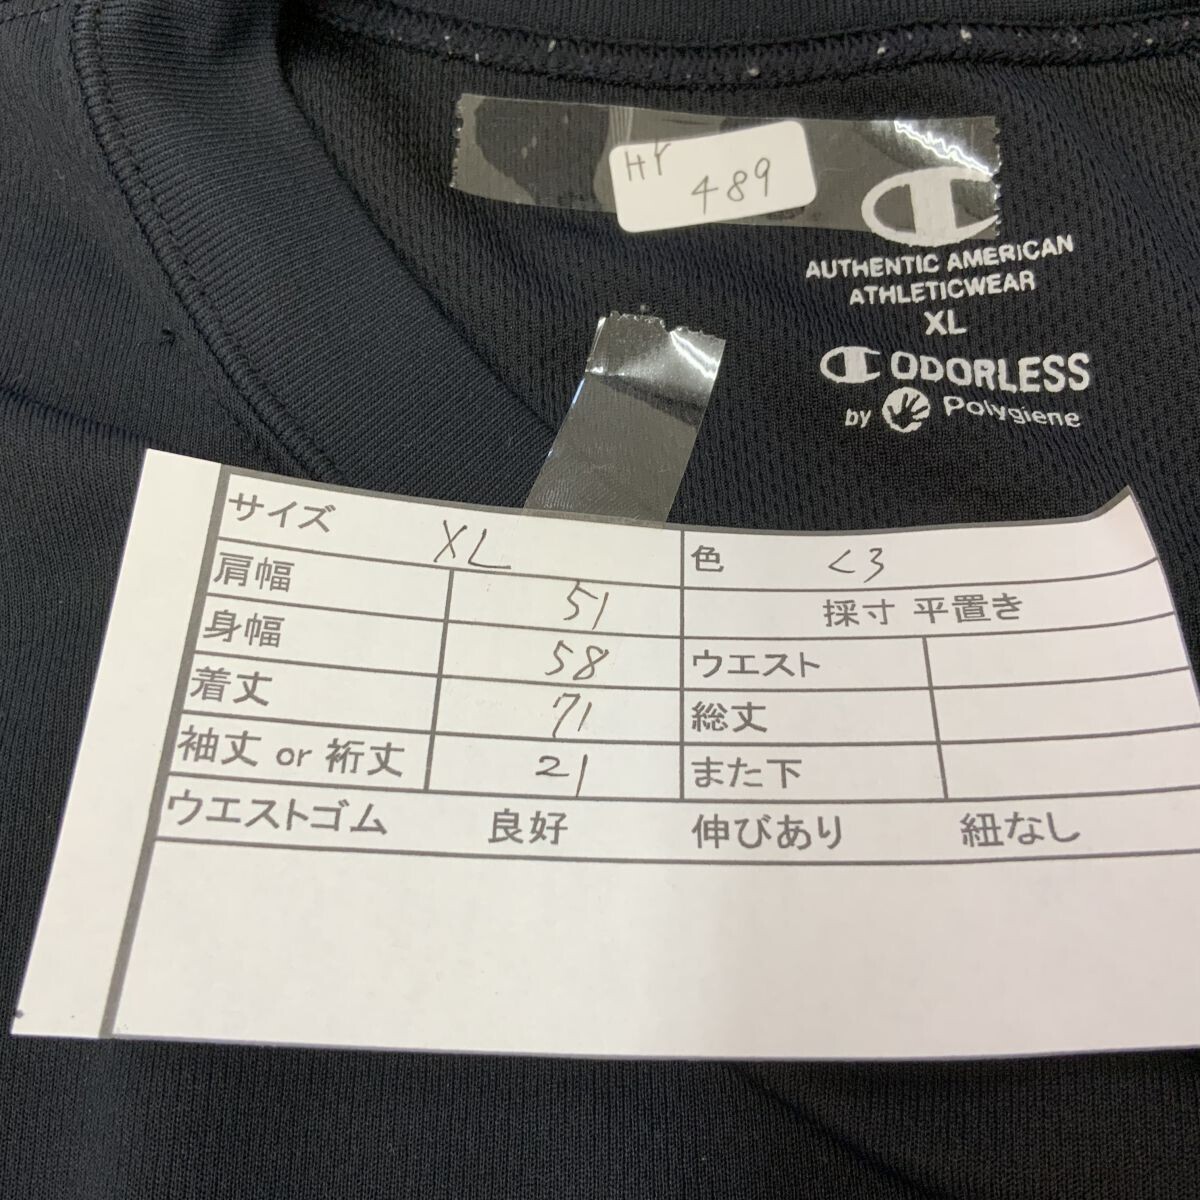 HY
489
AUTHENTIC AMERICAN
ATHLETICWEAR
XL
ODORLESS
by Polygiene
サイズ XL 色 くろ
肩幅 51 採寸 平置き
身幅 58 ウエスト
着丈 71 総丈
袖丈 or 裄丈 21 また下
ウエストゴム 良好 伸びあり 紐なし